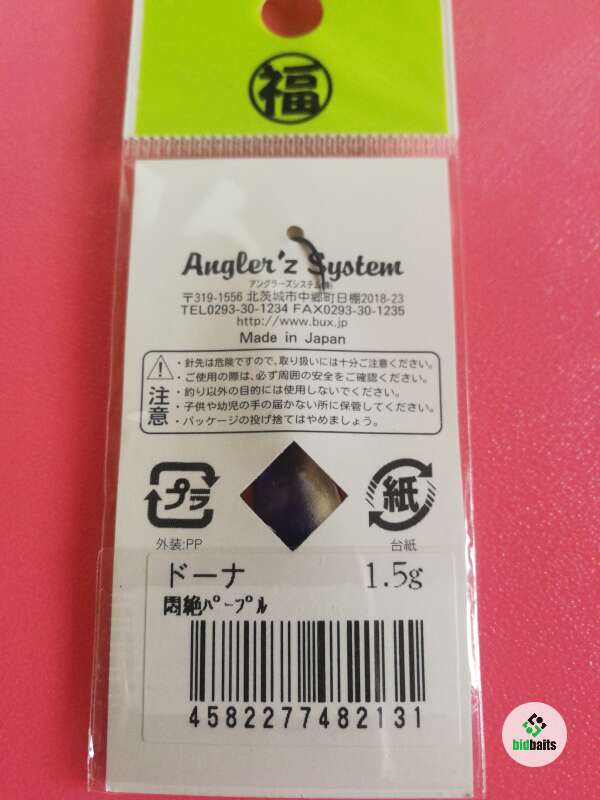 福
Angler'z System
アングラーズシステム(株)
〒319-1556 北茨城市中郷町日棚2018-23
TEL0293-30-1234 FAX0293-30-1235
http://www.bux.jp
Made in Japan
注意
・針先は危険ですので、取り扱いには十分ご注意ください。
・ご使用の際は、必ず周囲の安全をご確認ください。
・釣り以外の目的には使用しないでください。
・子供や幼児の手の届かない所に保管してください。
・パッケージの投げ捨てはやめましょう。
プラ
紙
外装:PP
台紙
ドーナ 1.5g
悶絶パープル
4582277482131
bidbaits